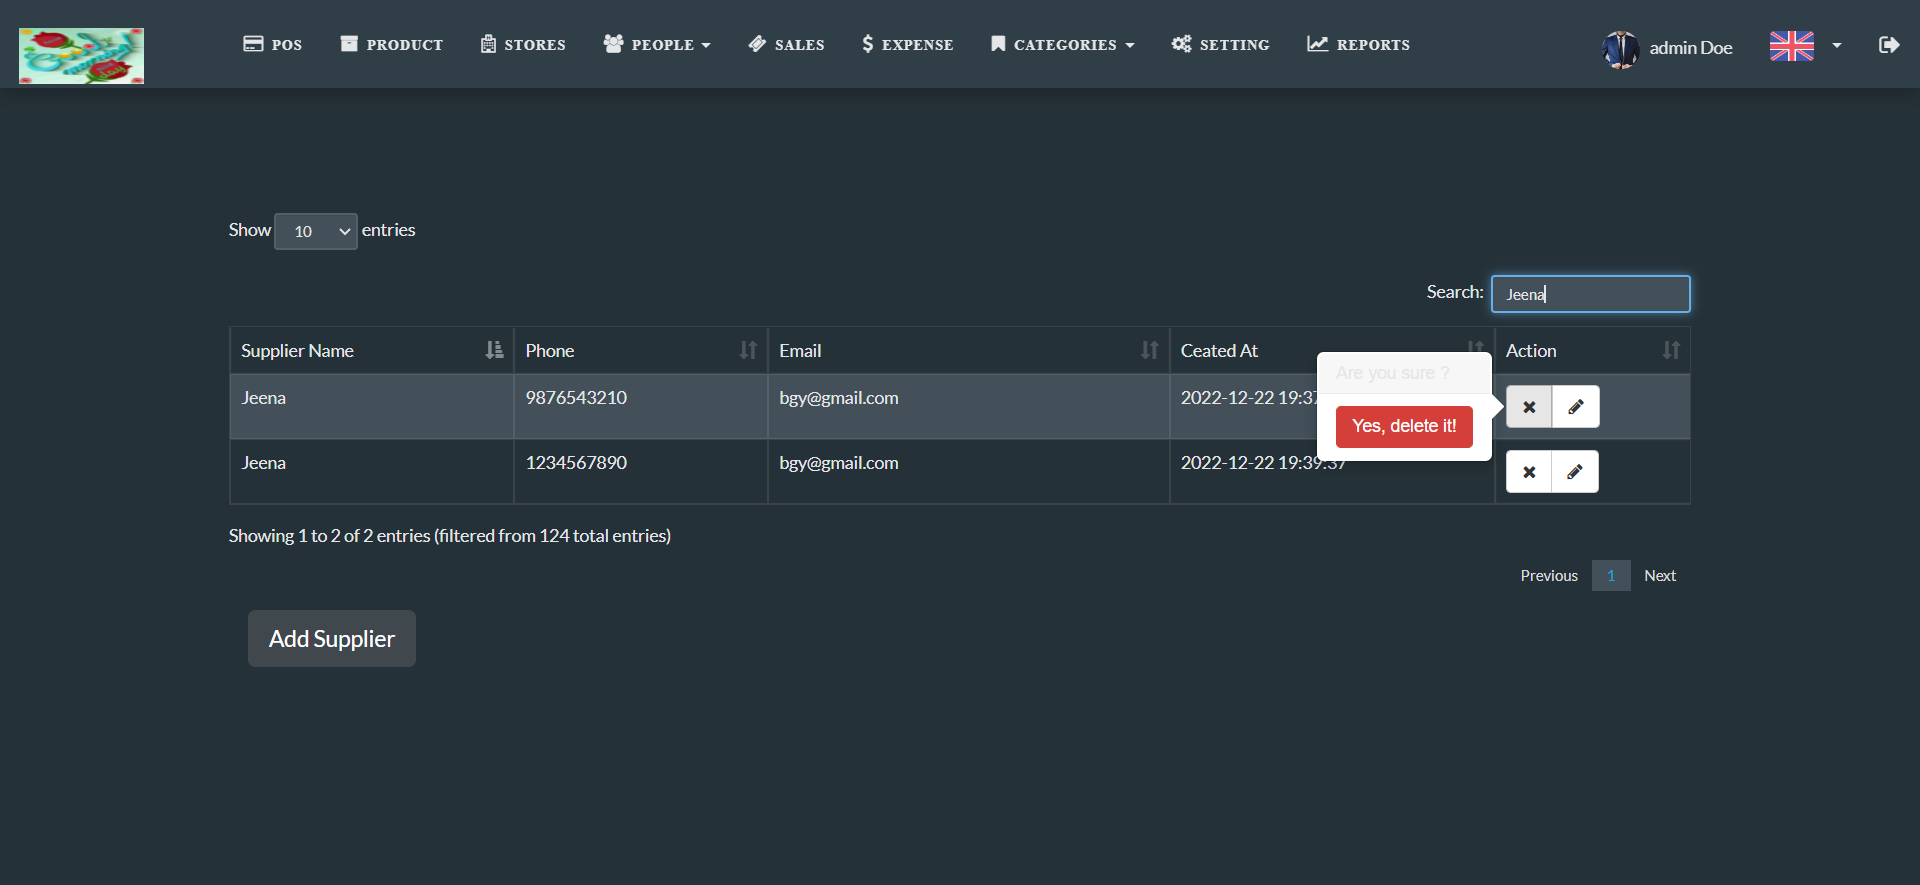 POS PRODUCT STORES PEOPLE SALES EXPENSE CATEGORIES SETTING REPORTS admin Doe
Show 10 entries
Search: Jeena
Supplier Name Phone Email Ceated At Action
Are you sure ?
Jeena 9876543210 bgy@gmail.com 2022-12-22 19:37
Yes, delete it!
Jeena 1234567890 bgy@gmail.com 2022-12-22 19:39:37
Showing 1 to 2 of 2 entries (filtered from 124 total entries)
Previous 1 Next
Add Supplier